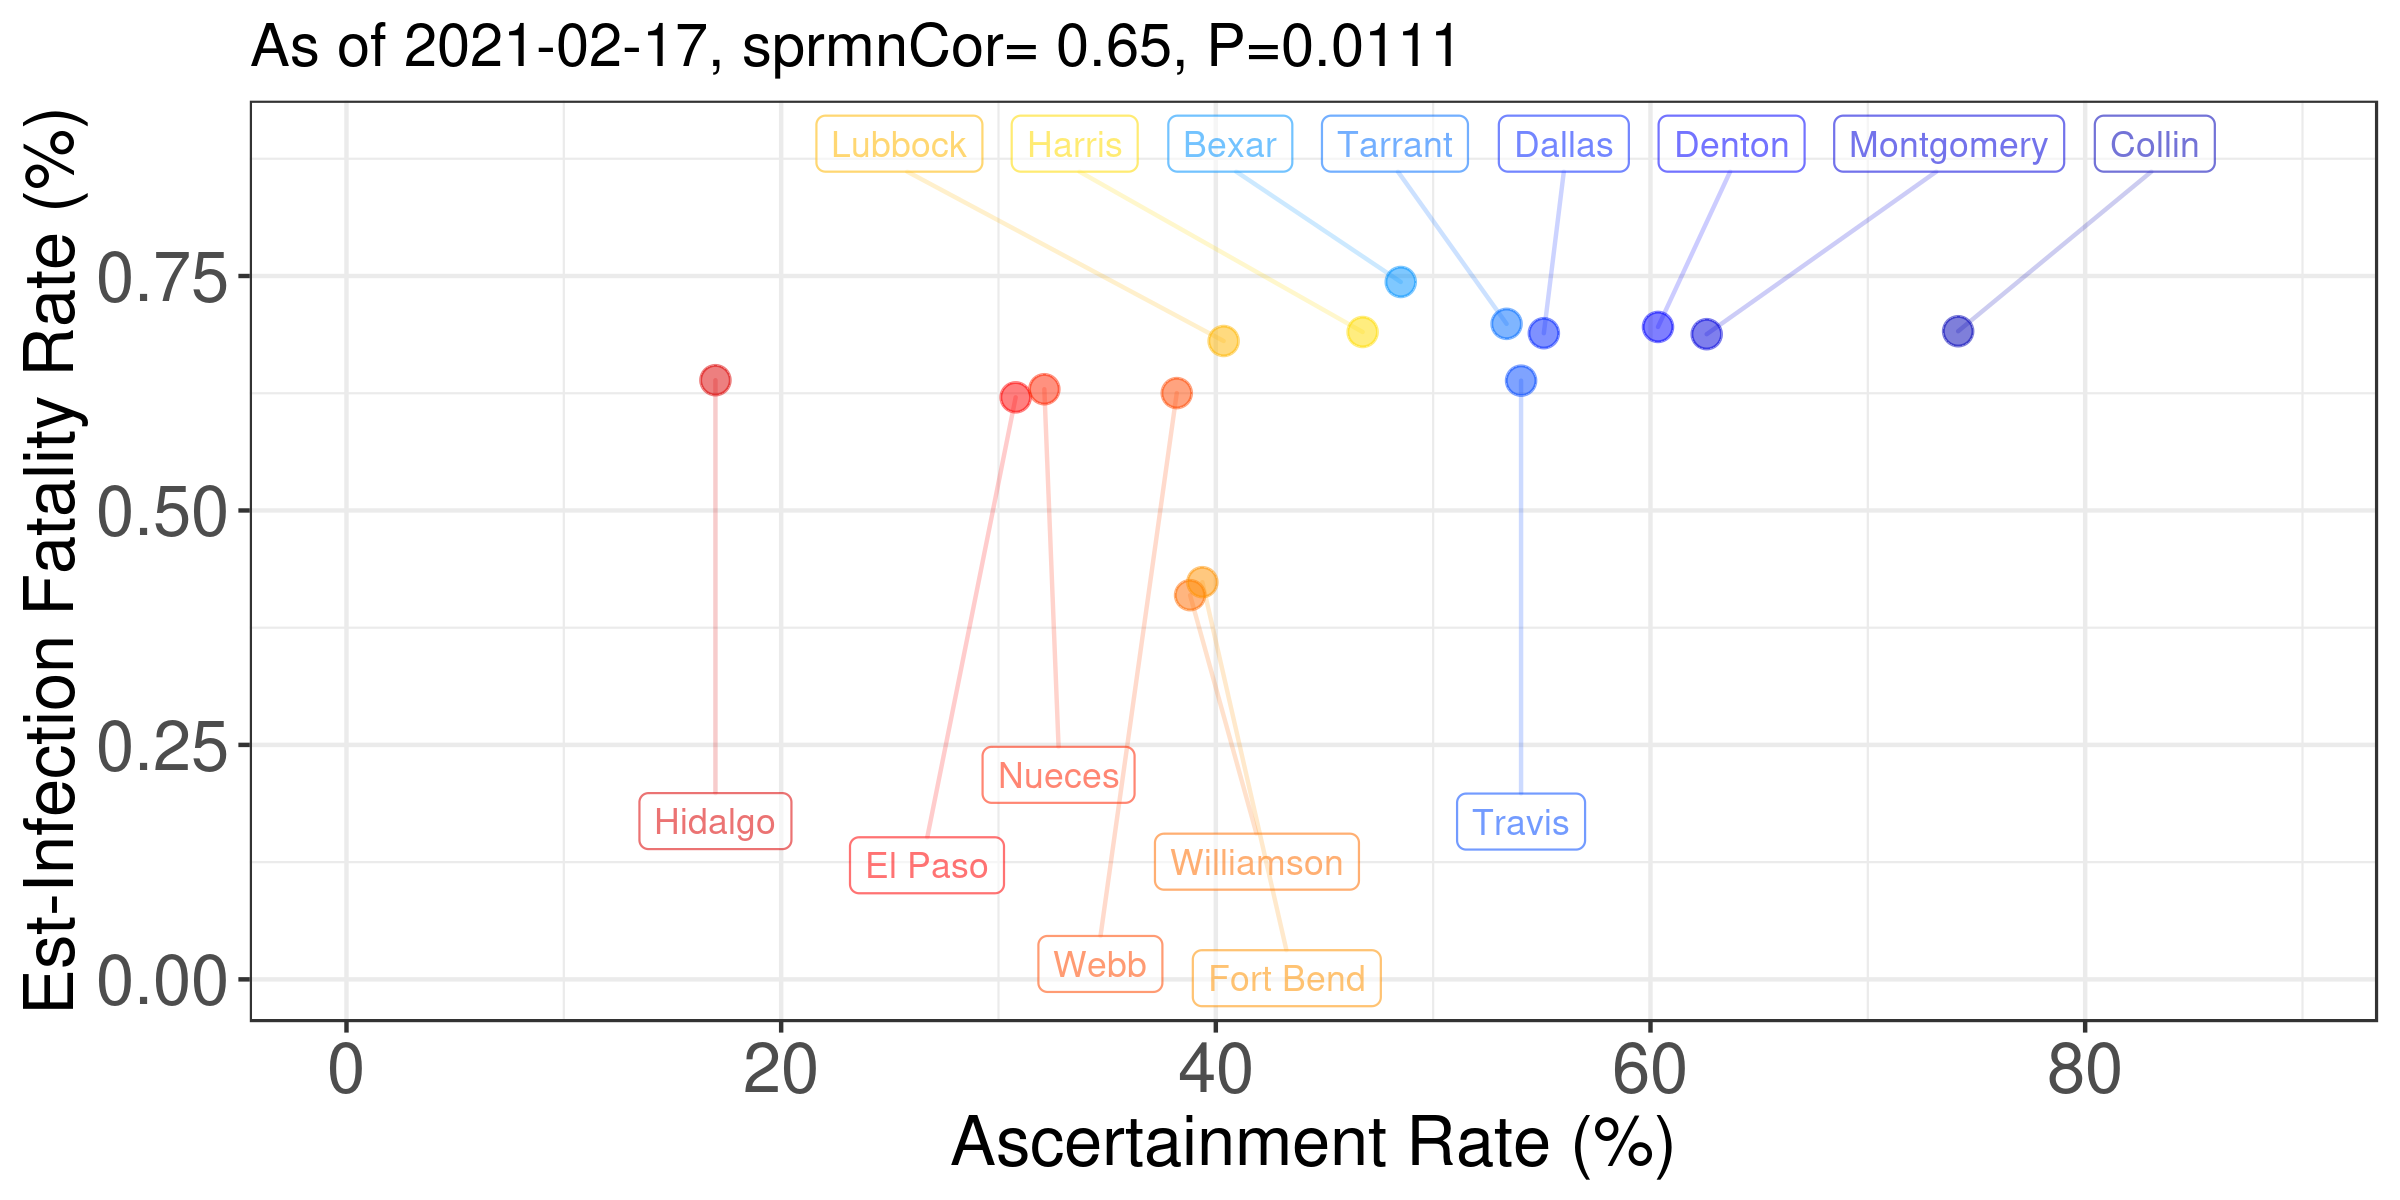 As of 2021-02-17, sprmnCor= 0.65, P=0.0111
Est-Infection Fatality Rate (%)
Lubbock
Harris
Bexar
Tarrant
Dallas
Denton
Montgomery
Collin
0.75
0.50
0.25
0.00
Nueces
Hidalgo
Travis
El Paso
Williamson
Webb
Fort Bend
0
20
40
60
80
Ascertainment Rate (%)